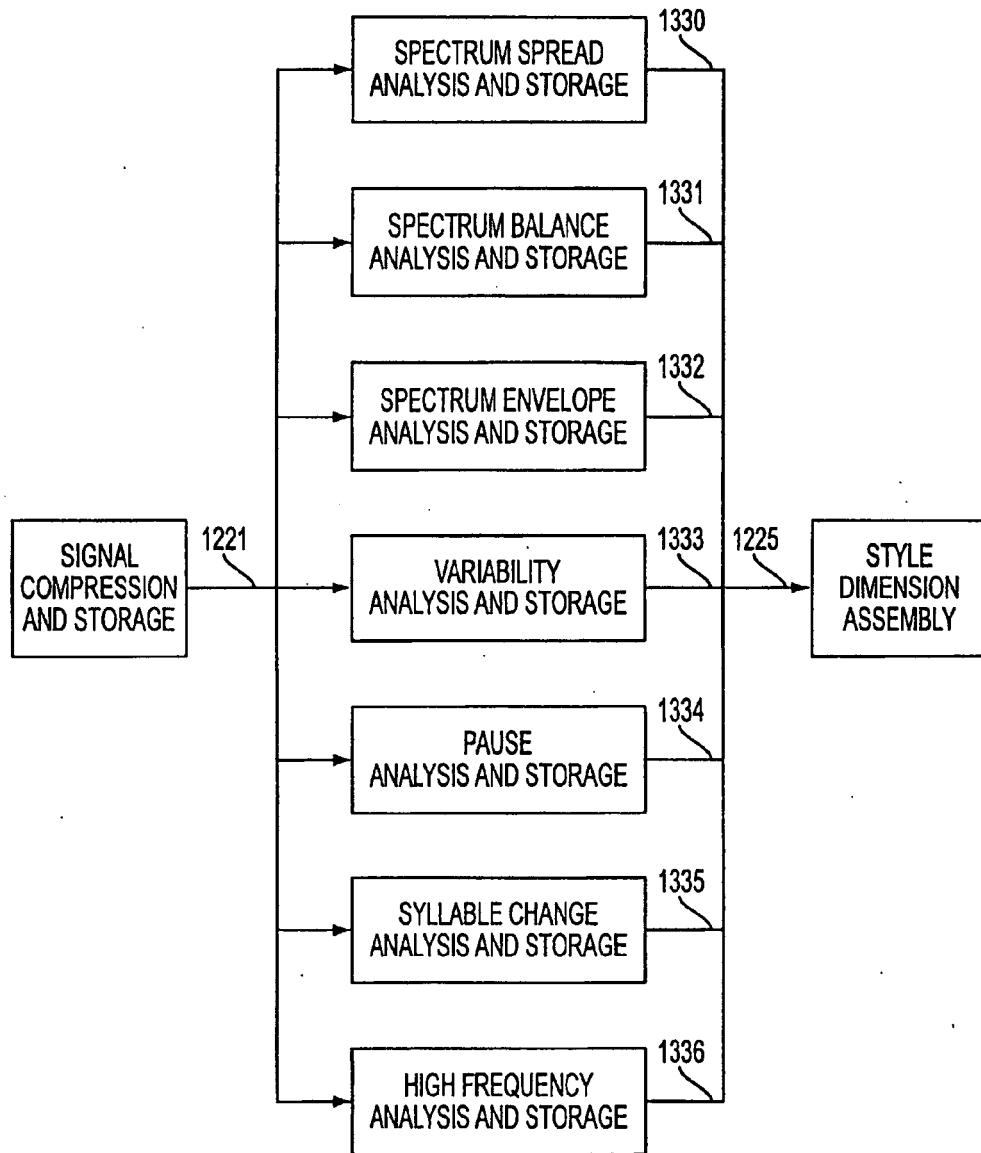 1330
SPECTRUM SPREAD
ANALYSIS AND STORAGE
1331
SPECTRUM BALANCE
ANALYSIS AND STORAGE
1332
SPECTRUM ENVELOPE
ANALYSIS AND STORAGE
SIGNAL
COMPRESSION
AND STORAGE
1221
VARIABILITY
ANALYSIS AND STORAGE
1333
1225
STYLE
DIMENSION
ASSEMBLY
1334
PAUSE
ANALYSIS AND STORAGE
1335
SYLLABLE CHANGE
ANALYSIS AND STORAGE
1336
HIGH FREQUENCY
ANALYSIS AND STORAGE